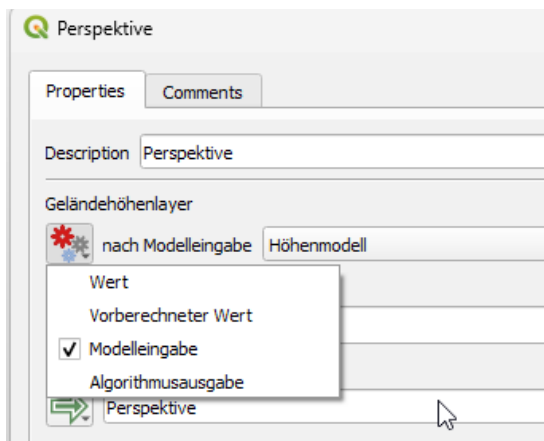 Perspektive
Properties Comments
Description Perspektive
Geländehöhenlayer
nach Modelleingabe Höhenmodell
Wert
Vorberechneter Wert
Modelleingabe
Algorithmusausgabe
Perspektive